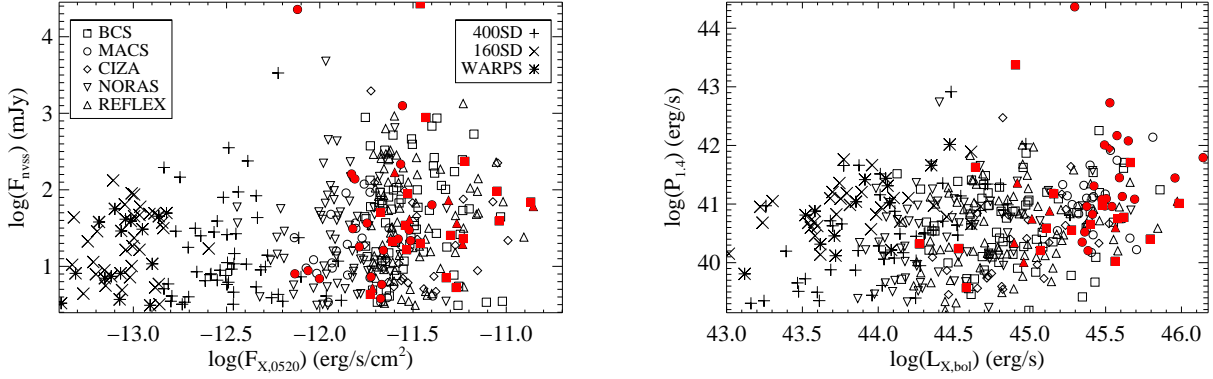 4
3
2
1
log(F_nvss) (mJy)
BCS
MACS
CIZA
NORAS
REFLEX
400SD
160SD
WARPS
−13.0 −12.5 −12.0 −11.5 −11.0
log(F_X,0520) (erg/s/cm²)
44
43
42
41
40
log(P_1.4) (erg/s)
43.0 43.5 44.0 44.5 45.0 45.5 46.0
log(L_X,bol) (erg/s)